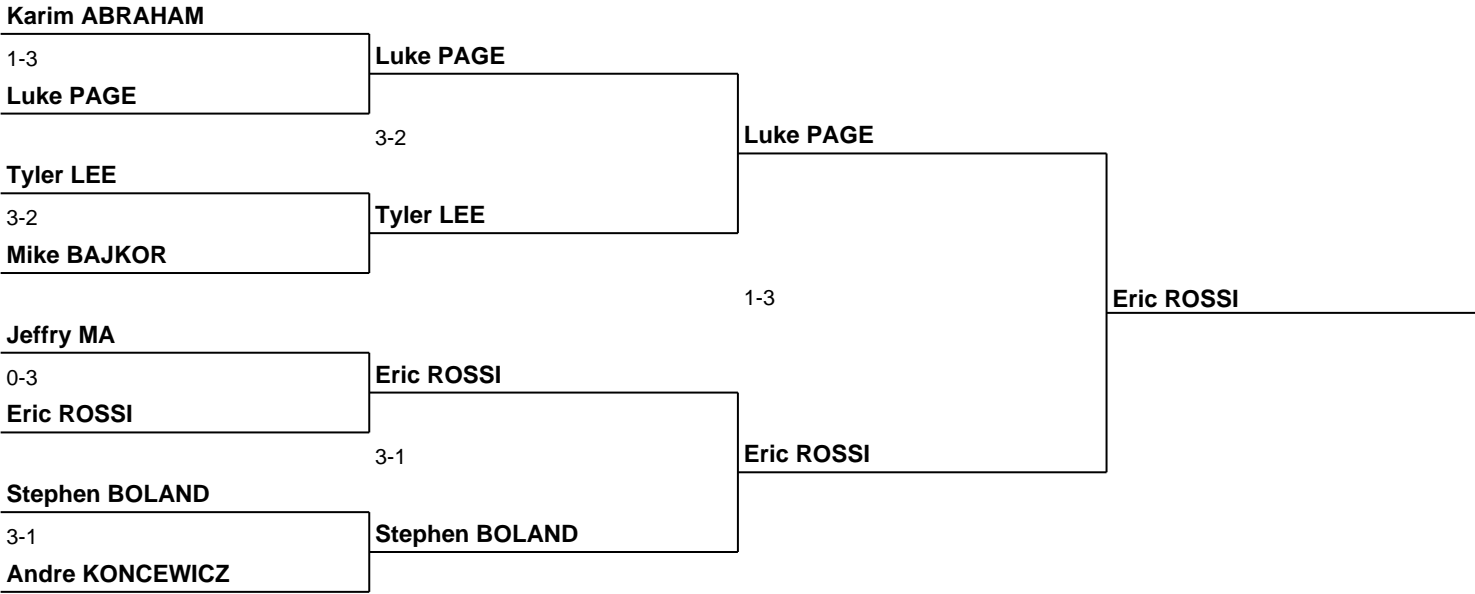 Karim ABRAHAM
1-3
Luke PAGE
Luke PAGE
3-2
Luke PAGE
Tyler LEE
3-2
Tyler LEE
Mike BAJKOR
1-3
Eric ROSSI
Jeffry MA
0-3
Eric ROSSI
Eric ROSSI
3-1
Eric ROSSI
Stephen BOLAND
3-1
Stephen BOLAND
Andre KONCEWICZ